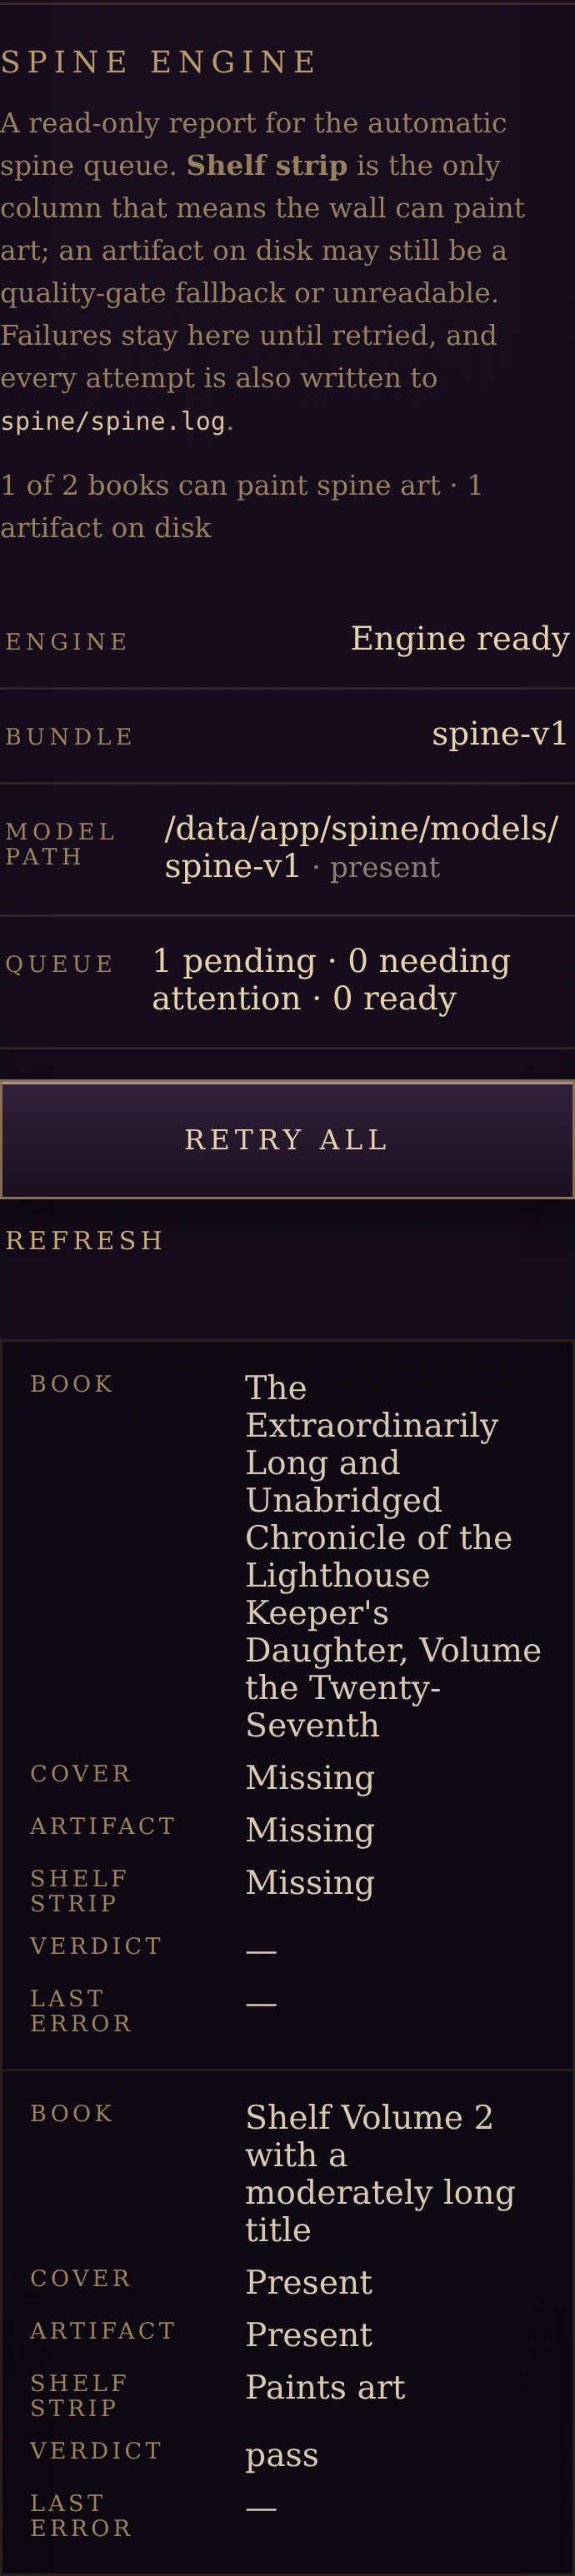 SPINE ENGINE
A read-only report for the automatic
spine queue. Shelf strip is the only
column that means the wall can paint
art; an artifact on disk may still be a
quality-gate fallback or unreadable.
Failures stay here until retried, and
every attempt is also written to
spine/spine.log.
1 of 2 books can paint spine art · 1
artifact on disk
ENGINE Engine ready
BUNDLE spine-v1
MODEL PATH /data/app/spine/models/
spine-v1 · present
QUEUE 1 pending · 0 needing
attention · 0 ready
RETRY ALL
REFRESH
BOOK The
Extraordinarily
Long and
Unabridged
Chronicle of the
Lighthouse
Keeper's
Daughter, Volume
the Twenty-
Seventh
COVER Missing
ARTIFACT Missing
SHELF STRIP Missing
VERDICT —
LAST ERROR —
BOOK Shelf Volume 2
with a
moderately long
title
COVER Present
ARTIFACT Present
SHELF STRIP Paints art
VERDICT pass
LAST ERROR —